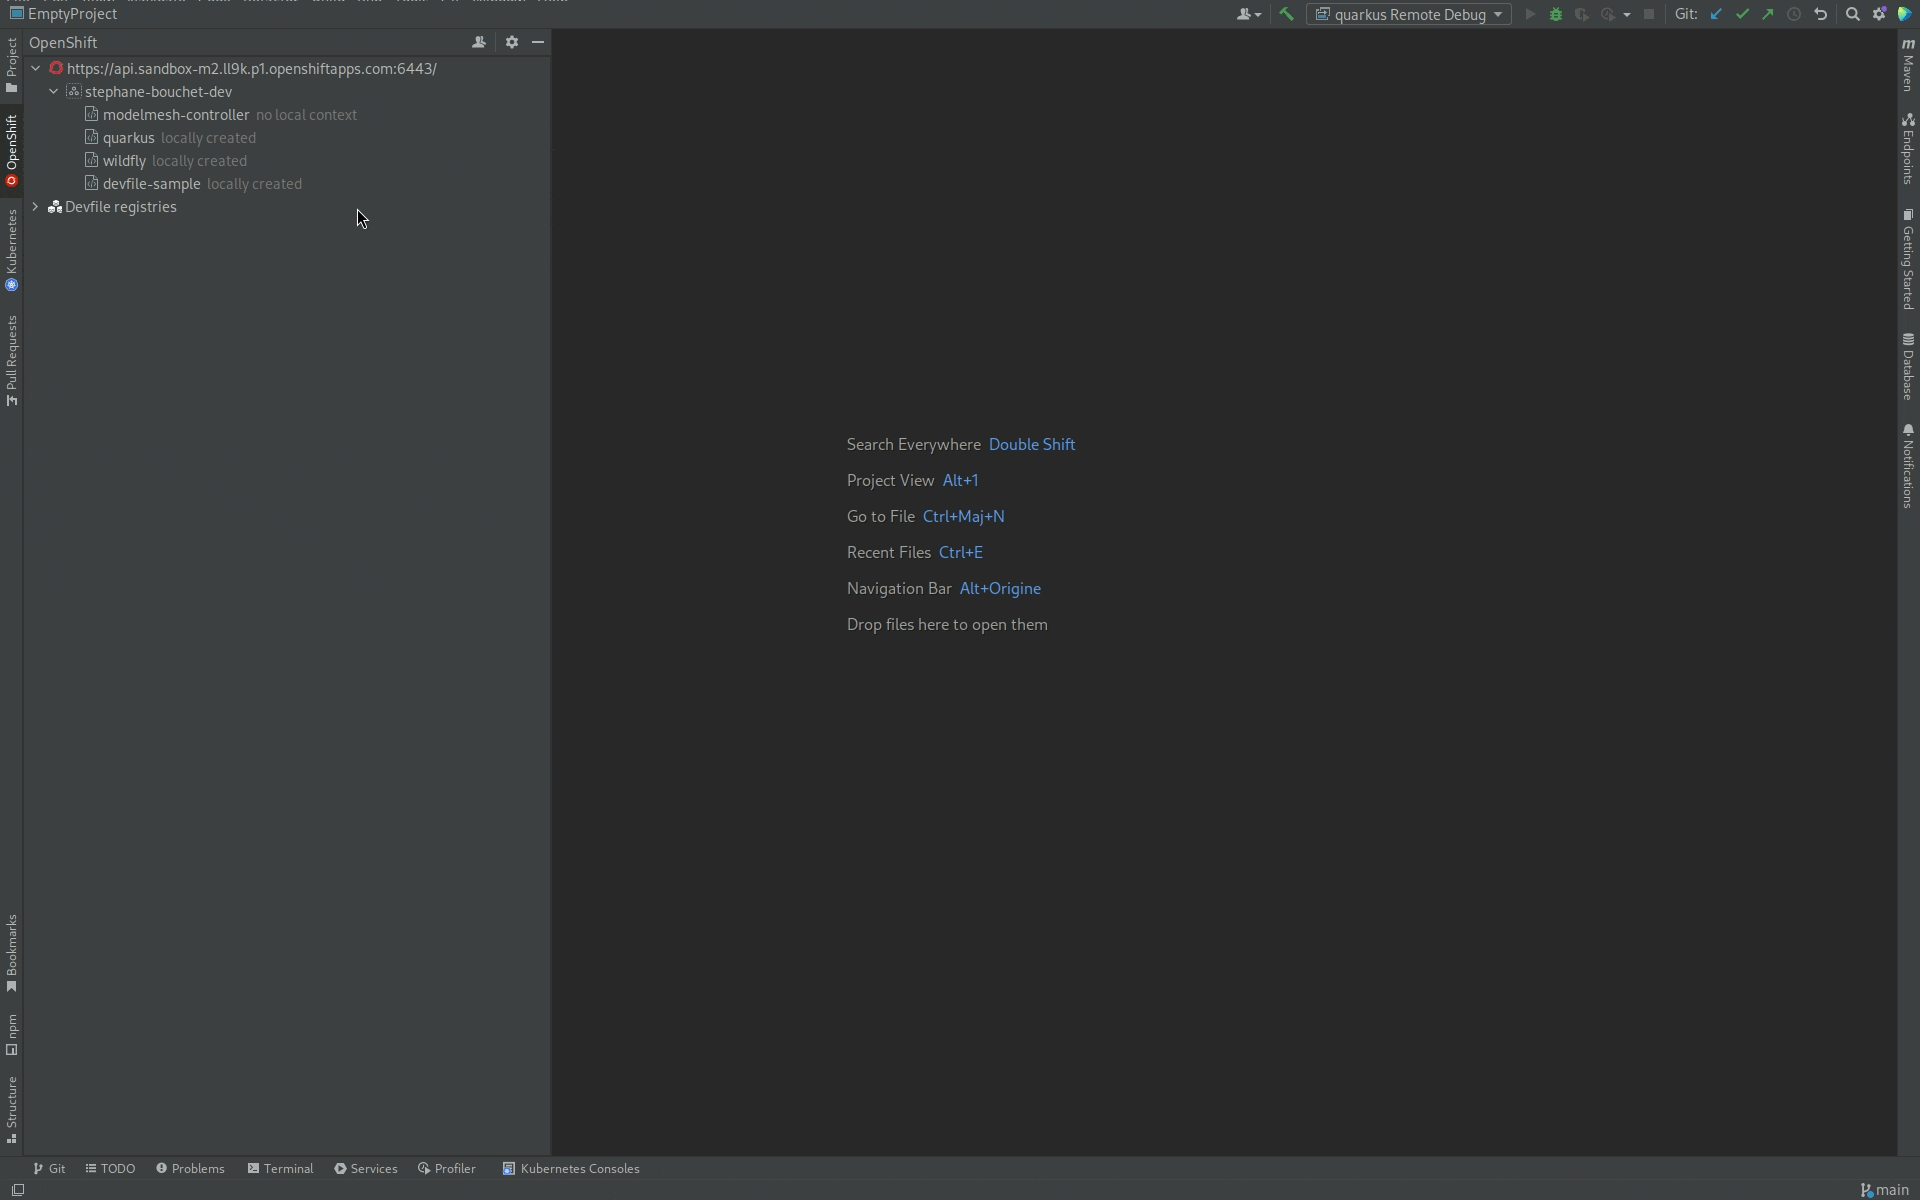 EmptyProject
quarkus Remote Debug
Git:
OpenShift
https://api.sandbox-m2.ll9k.p1.openshiftapps.com:6443/
stephane-bouchet-dev
modelmesh-controller no local context
quarkus locally created
wildfly locally created
devfile-sample locally created
Devfile registries
Project
OpenShift
Kubernetes
Pull Requests
Bookmarks
npm
Structure
Search Everywhere Double Shift
Project View Alt+1
Go to File Ctrl+Maj+N
Recent Files Ctrl+E
Navigation Bar Alt+Origine
Drop files here to open them
m
Maven
Endpoints
Getting Started
Database
Notifications
Git TODO Problems Terminal Services Profiler Kubernetes Consoles
main